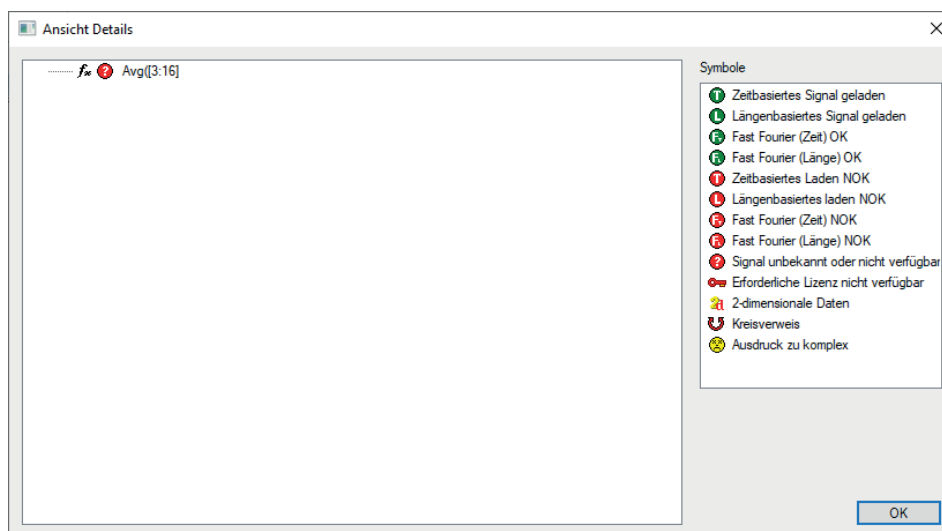 Ansicht Details
fx ? Avg([3:16]
Symbole
T Zeitbasiertes Signal geladen
L Längenbasiertes Signal geladen
F Fast Fourier (Zeit) OK
F Fast Fourier (Länge) OK
T Zeitbasiertes Laden NOK
L Längenbasiertes laden NOK
F Fast Fourier (Zeit) NOK
F Fast Fourier (Länge) NOK
? Signal unbekannt oder nicht verfügbar
Erforderliche Lizenz nicht verfügbar
2d 2-dimensionale Daten
Kreisverweis
Ausdruck zu komplex
OK